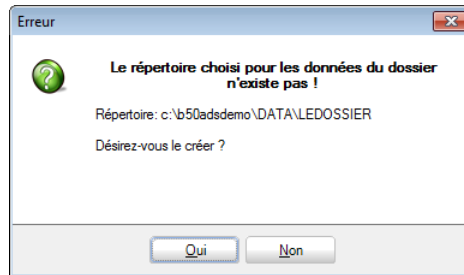 Erreur
Le répertoire choisi pour les données du dossier
n'existe pas !
Répertoire: c:\b50adsdemo\DATA\LEDOSSIER
Désirez-vous le créer ?
Oui
Non